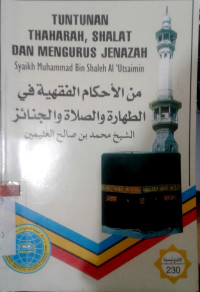 TUNTUNAN
THAHARAH, SHALAT
DAN MENGURUS JENAZAH
Syaikh Muhammad Bin Shaleh Al 'Utsaimin
من الأحكام الفقهية في
الطهارة والصلاة والجنائز
الشيخ محمد بن صالح العثيمين
230